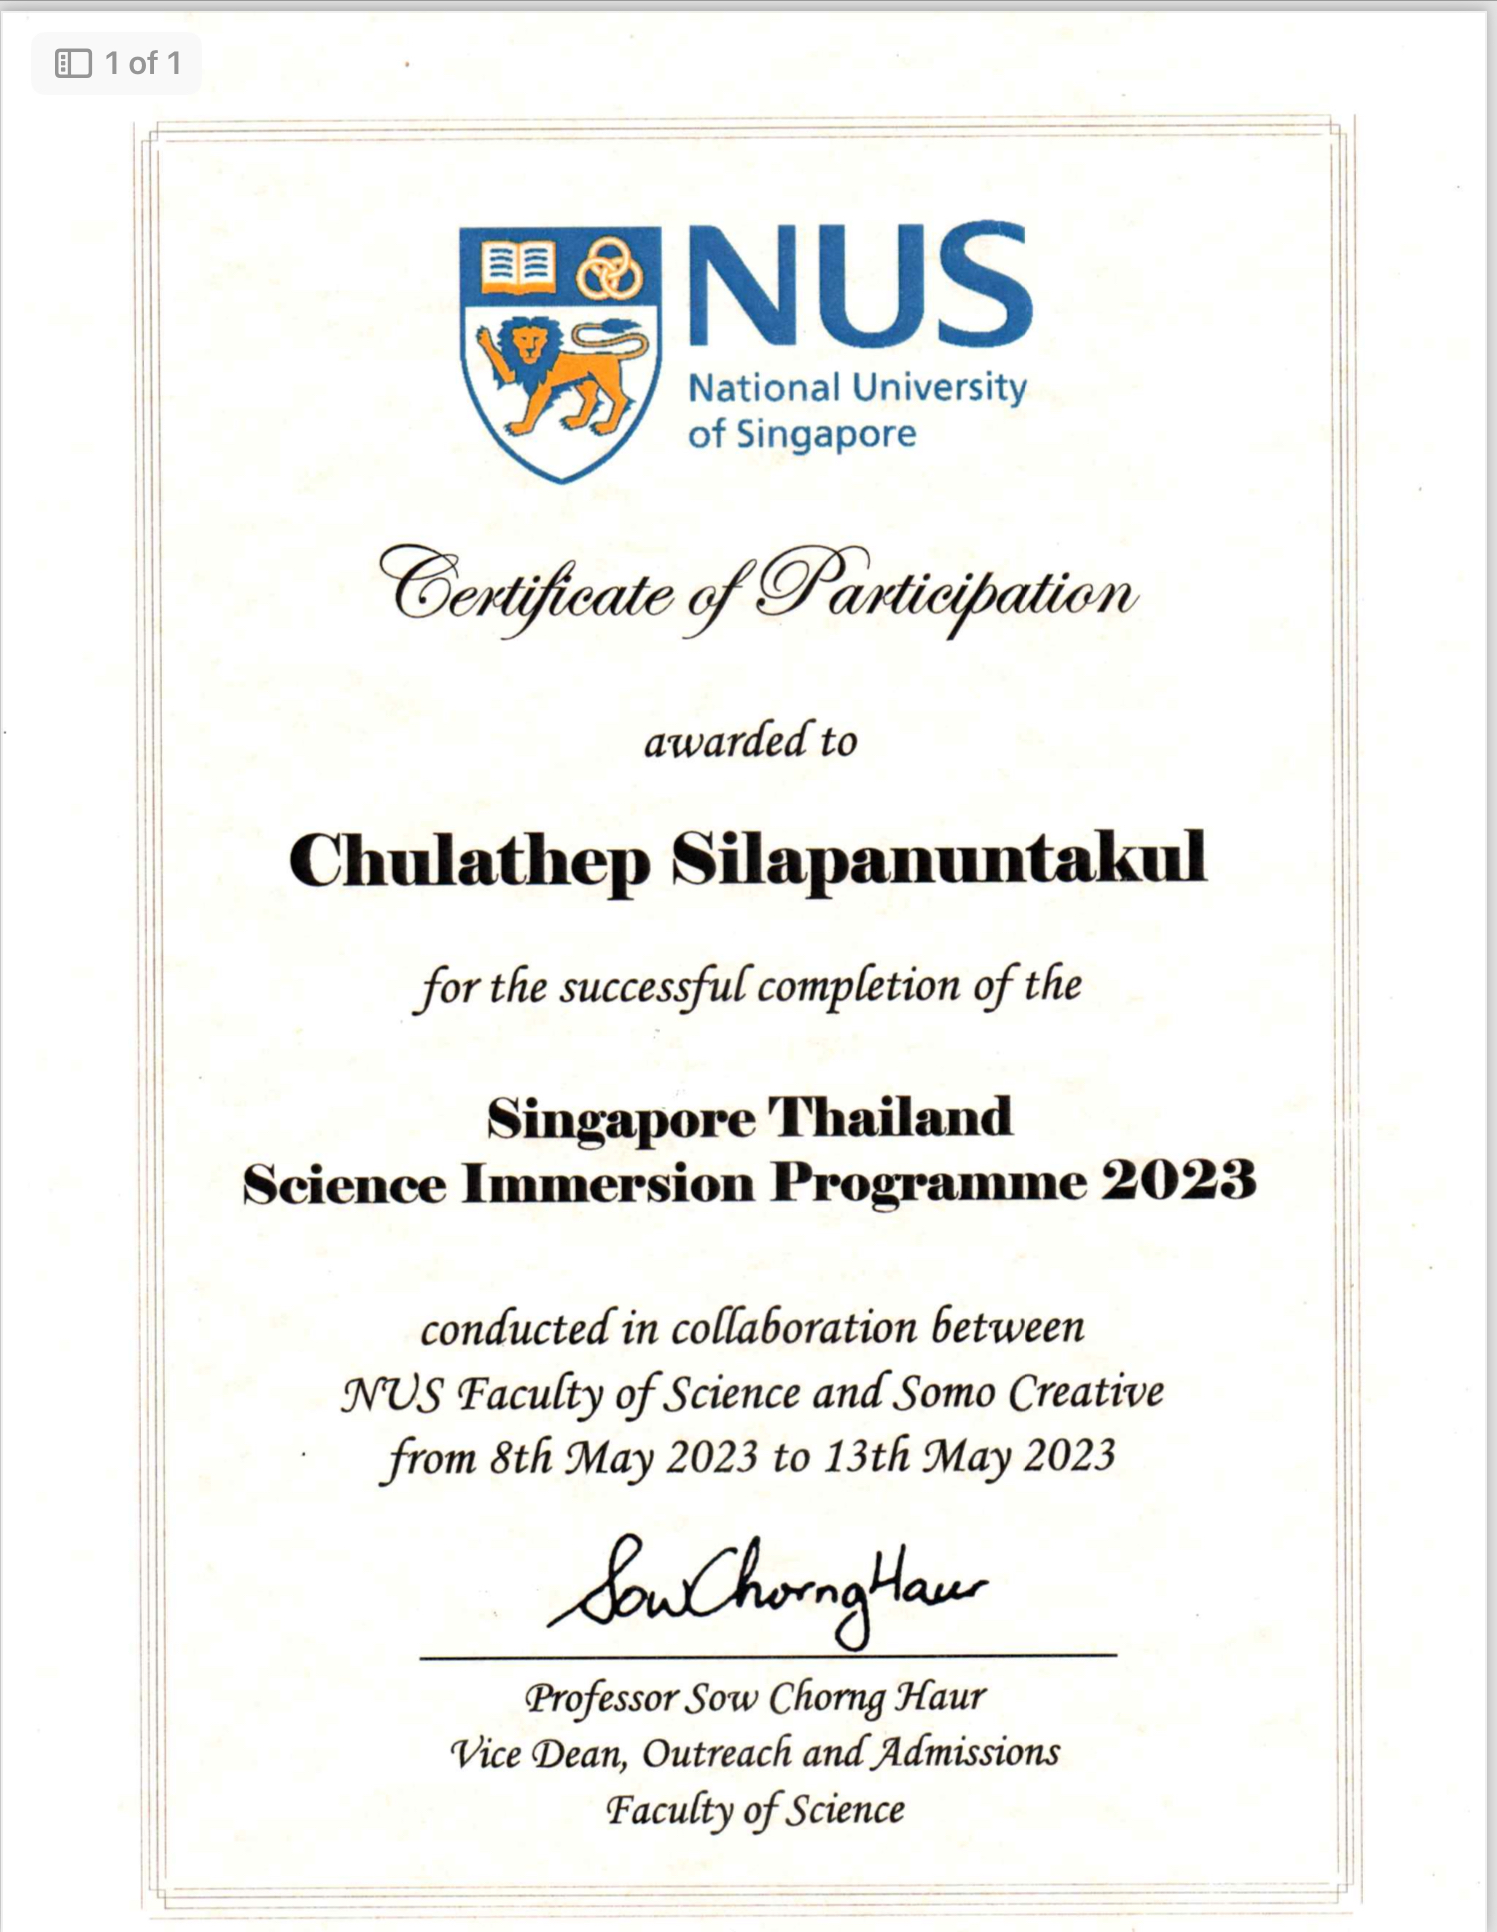 1 of 1
NUS
National University
of Singapore
Certificate of Participation
awarded to
Chulathep Silapanuntakul
for the successful completion of the
Singapore Thailand
Science Immersion Programme 2023
conducted in collaboration between
NUS Faculty of Science and Somo Creative
from 8th May 2023 to 13th May 2023
Sow Chorng Haur
Professor Sow Chorng Haur
Vice Dean, Outreach and Admissions
Faculty of Science